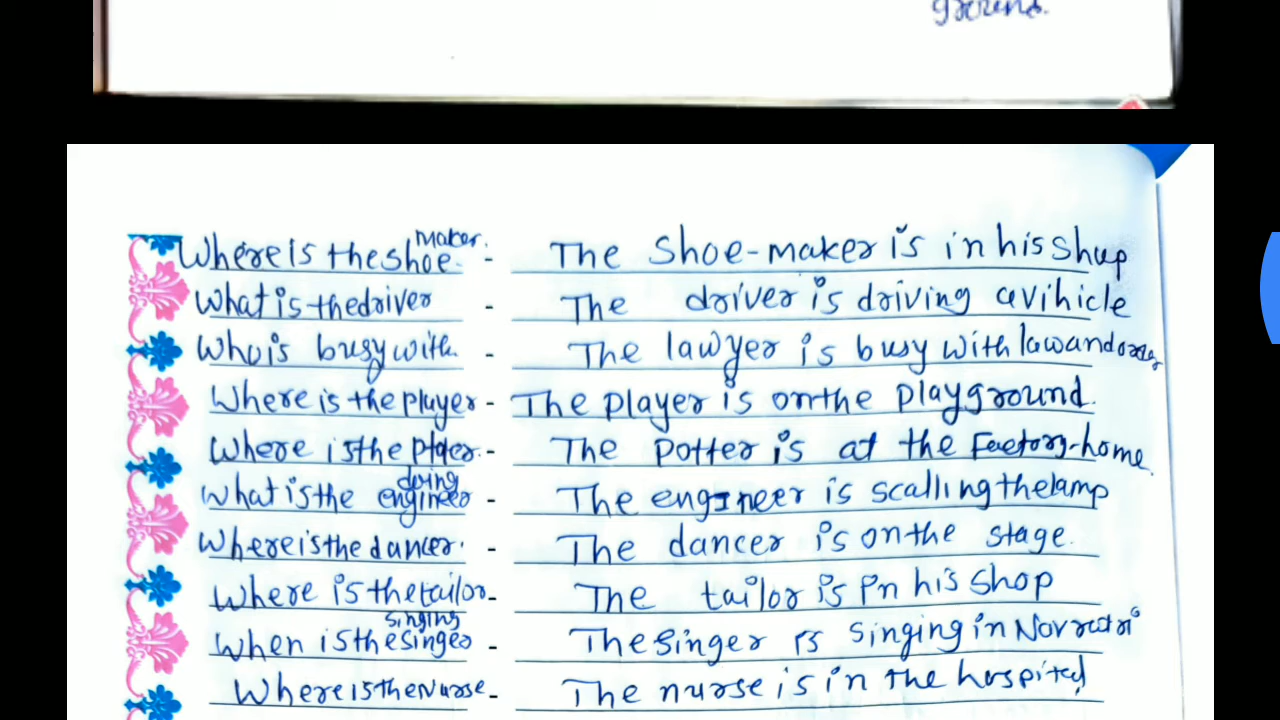 ground.
Where is the shoe maker. - The Shoe-maker is in his Shup
What is the driver - The driver is driving a vihicle
Who is busy with. - The lawyer is busy with law and order
Where is the player - The player is on the playground.
Where is the - The Potter is at the Factory-home.
What is the engineer doing - The engineer is scalling the lamp
Where is the dancer. - The dancer is on the stage.
Where is the tailor - The tailor is in his shop
When is the singer singing - The Singer is singing in
Where is the Nurse - The nurse is in the hospital